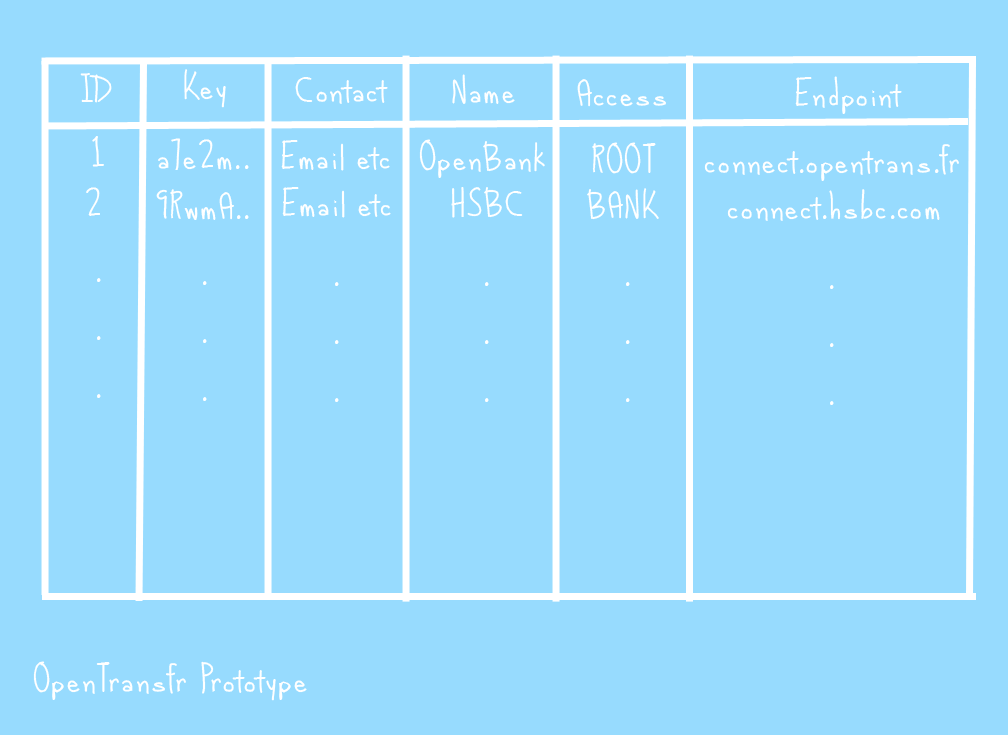 ID Key Contact Name Access Endpoint
1 a7e2m.. Email etc OpenBank ROOT connect.opentrans.fr
2 9RwmA.. Email etc HSBC BANK connect.hsbc.com
. . . . . .
. . . . . .
. . . . . .
OpenTransfr Prototype